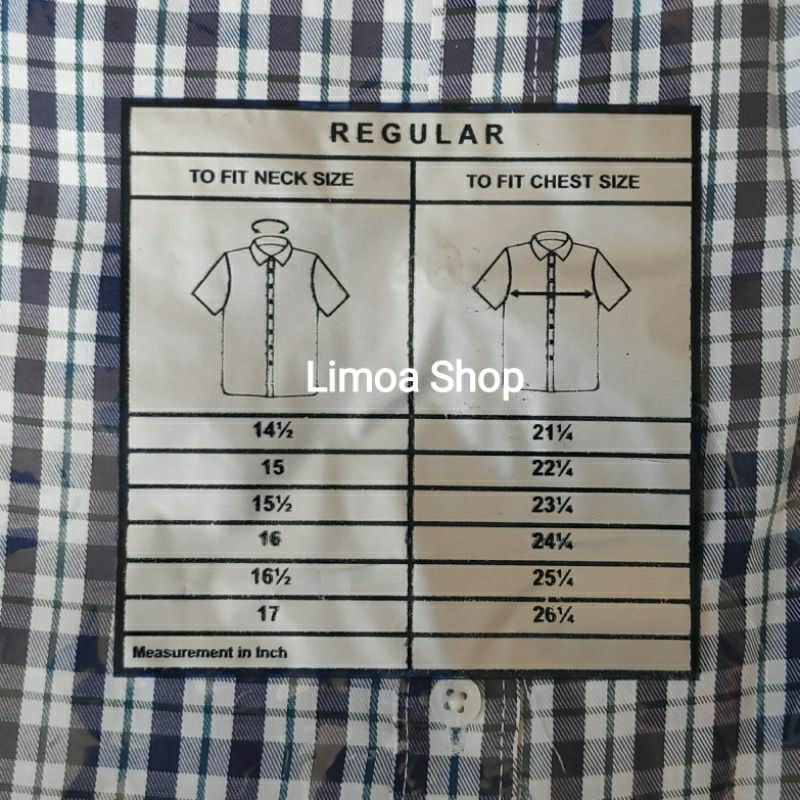 REGULAR
TO FIT NECK SIZE TO FIT CHEST SIZE
Limoa Shop
14½ 21¼
15 22¼
15½ 23¼
16 24¼
16½ 25¼
17 26¼
Measurement in Inch